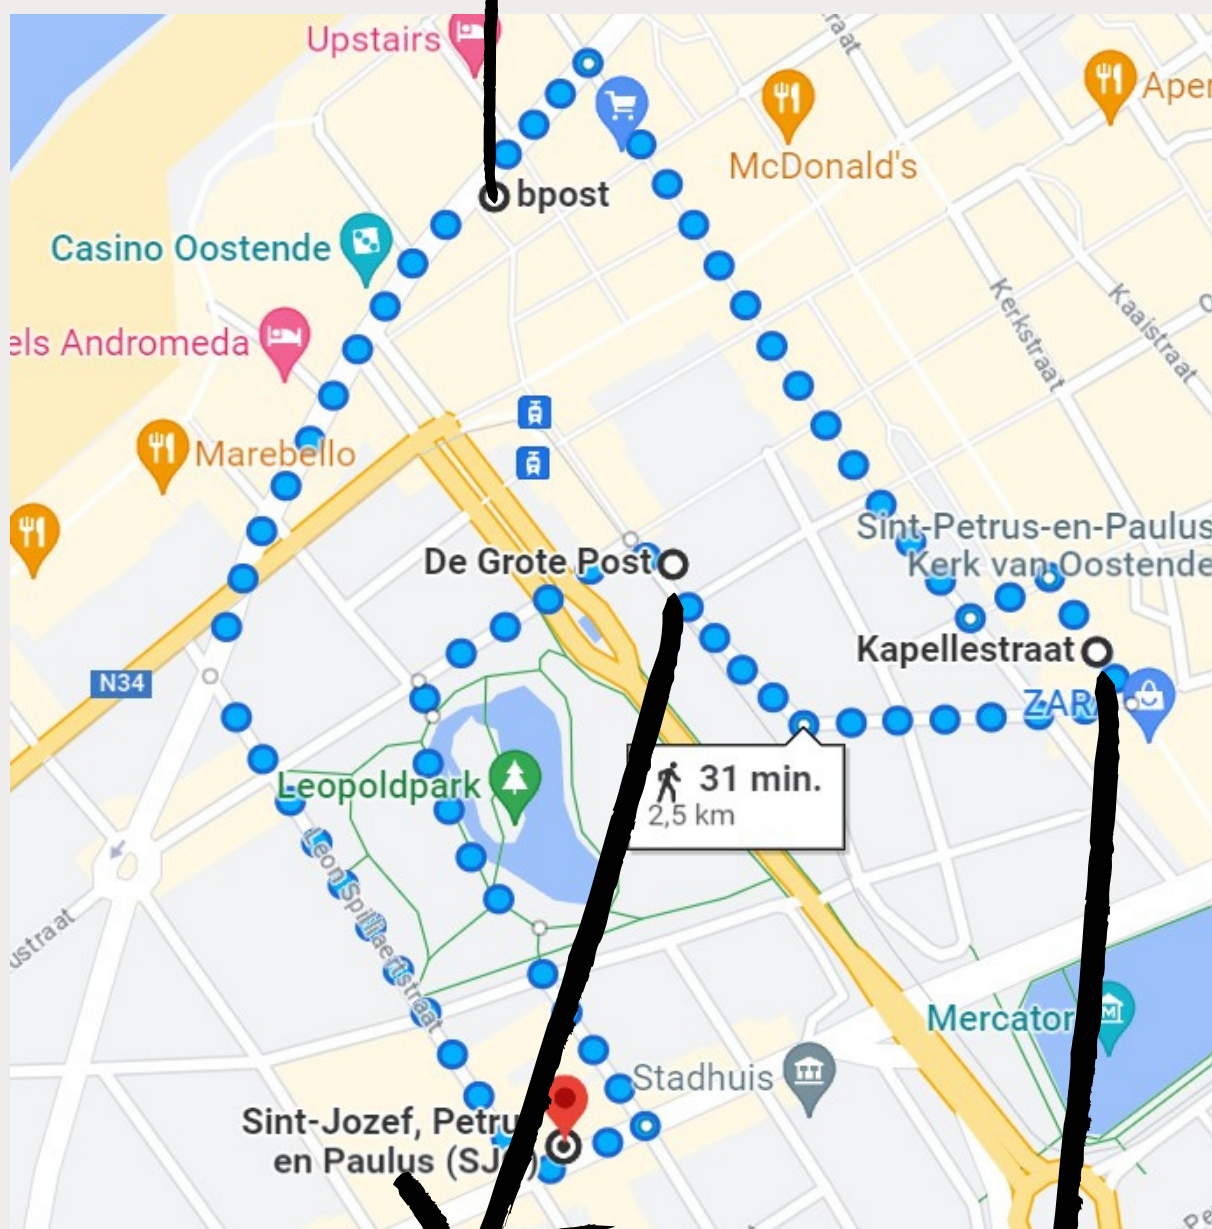 Upstairs
raat
Aper
McDonald's
bpost
Casino Oostende
els Andromeda
Kerkstraat
Kaaistraat
Marebello
Sint-Petrus-en-Paulus
Kerk van Oostende
De Grote Post
Kapellestraat
N34
ZARA
31 min.
2,5 km
Leopoldpark
Leon Spilliaertstraat
ustraat
Mercator
Stadhuis
Sint-Jozef, Petru
en Paulus (SJ